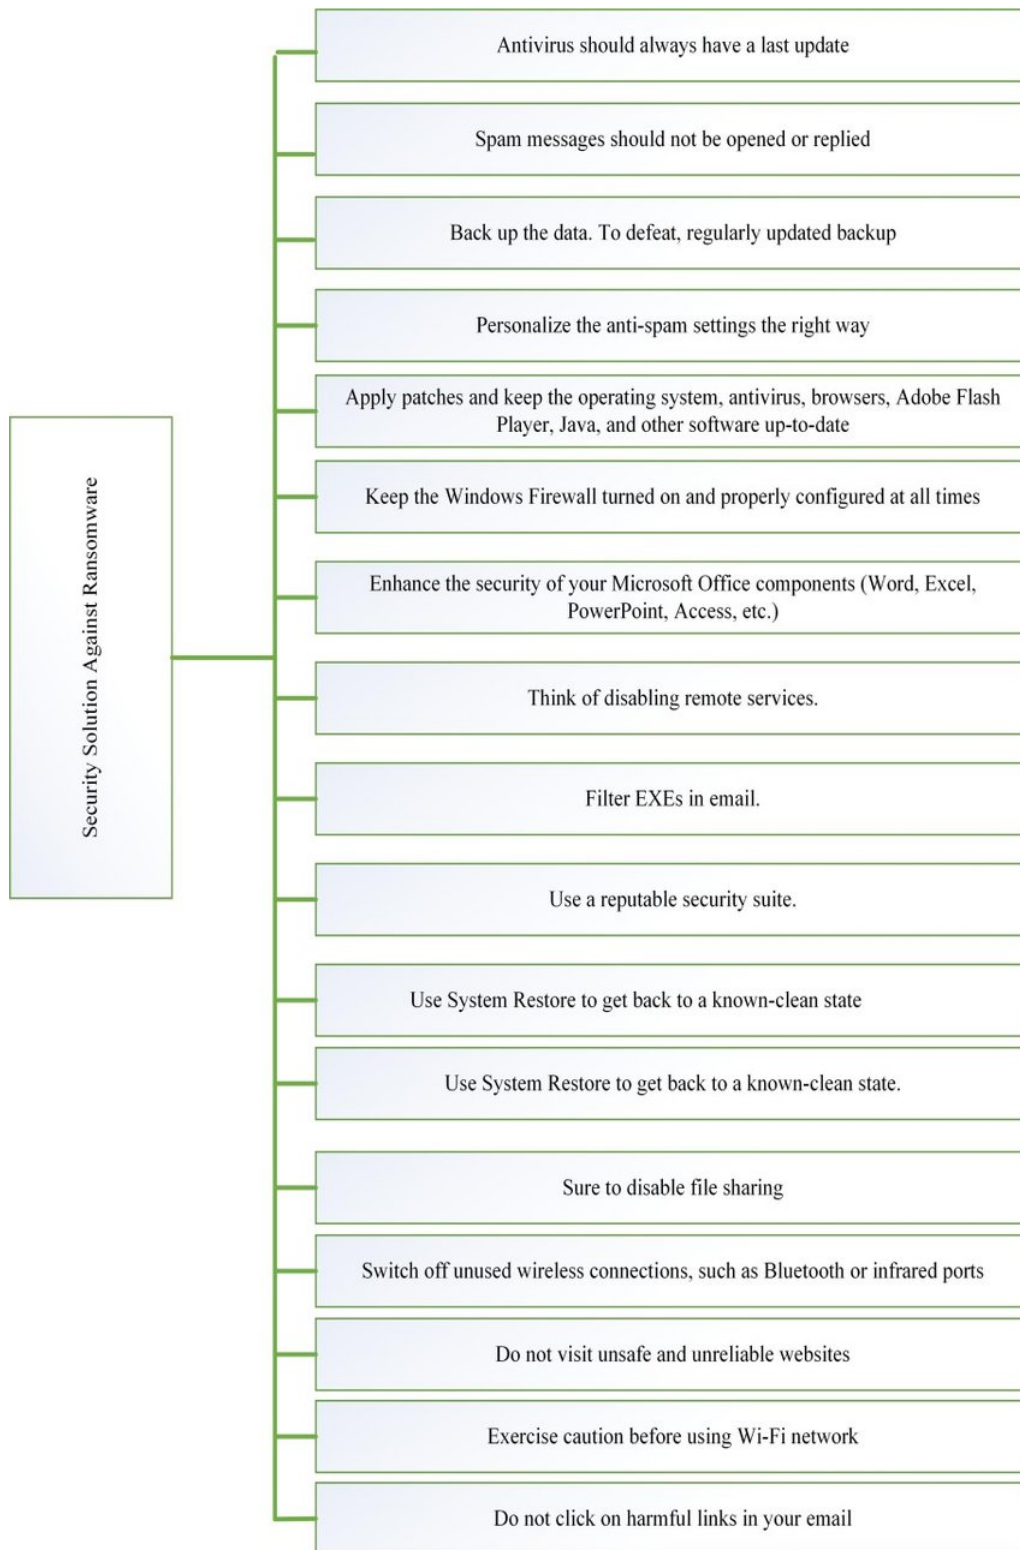 Security Solution Against Ransomware
Antivirus should always have a last update
Spam messages should not be opened or replied
Back up the data. To defeat, regularly updated backup
Personalize the anti-spam settings the right way
Apply patches and keep the operating system, antivirus, browsers, Adobe Flash
Player, Java, and other software up-to-date
Keep the Windows Firewall turned on and properly configured at all times
Enhance the security of your Microsoft Office components (Word, Excel,
PowerPoint, Access, etc.)
Think of disabling remote services.
Filter EXEs in email.
Use a reputable security suite.
Use System Restore to get back to a known-clean state
Use System Restore to get back to a known-clean state.
Sure to disable file sharing
Switch off unused wireless connections, such as Bluetooth or infrared ports
Do not visit unsafe and unreliable websites
Exercise caution before using Wi-Fi network
Do not click on harmful links in your email